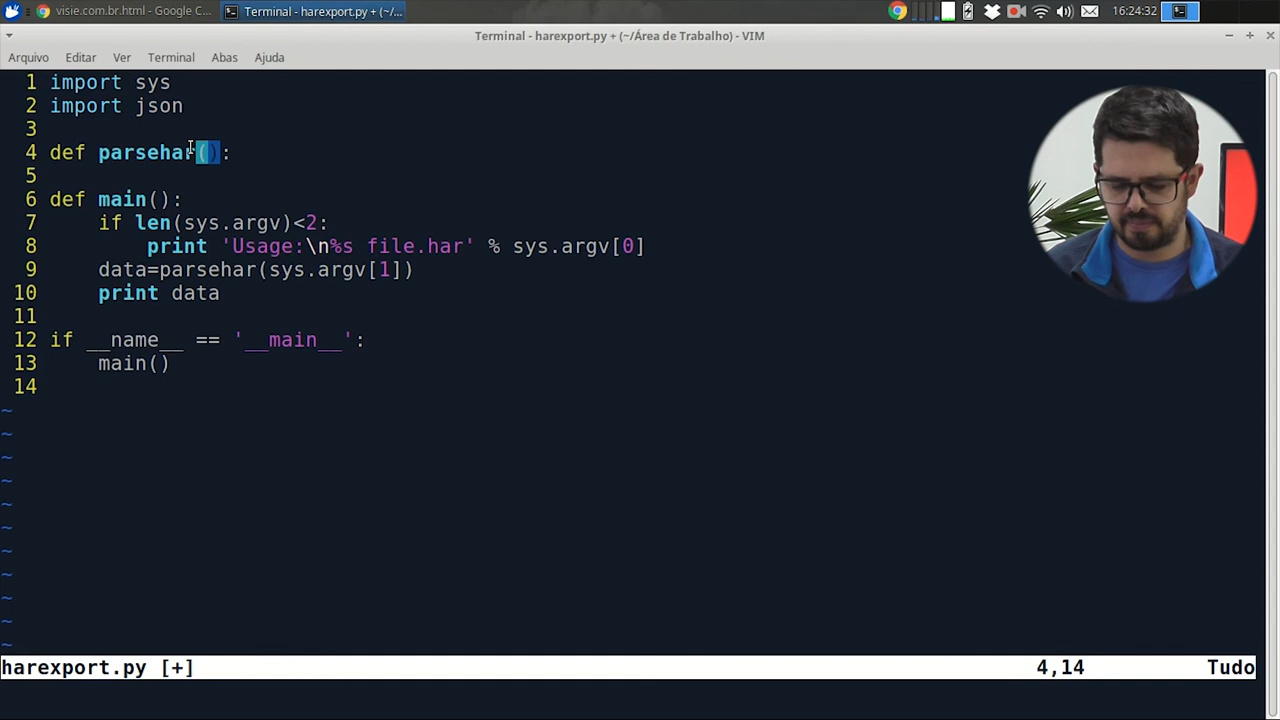 visie.com.br.html - Google C...
Terminal - harexport.py + (~/...
16:24:32
Terminal - harexport.py + (~/Área de Trabalho) - VIM
Arquivo Editar Ver Terminal Abas Ajuda
1 import sys
2 import json
3
4 def parsehar():
5
6 def main():
7     if len(sys.argv)<2:
8         print 'Usage:\n%s file.har' % sys.argv[0]
9     data=parsehar(sys.argv[1])
10     print data
11
12 if __name__ == '__main__':
13     main()
14
~
~
~
~
~
~
~
~
~
~
~
harexport.py [+] 4,14 Tudo